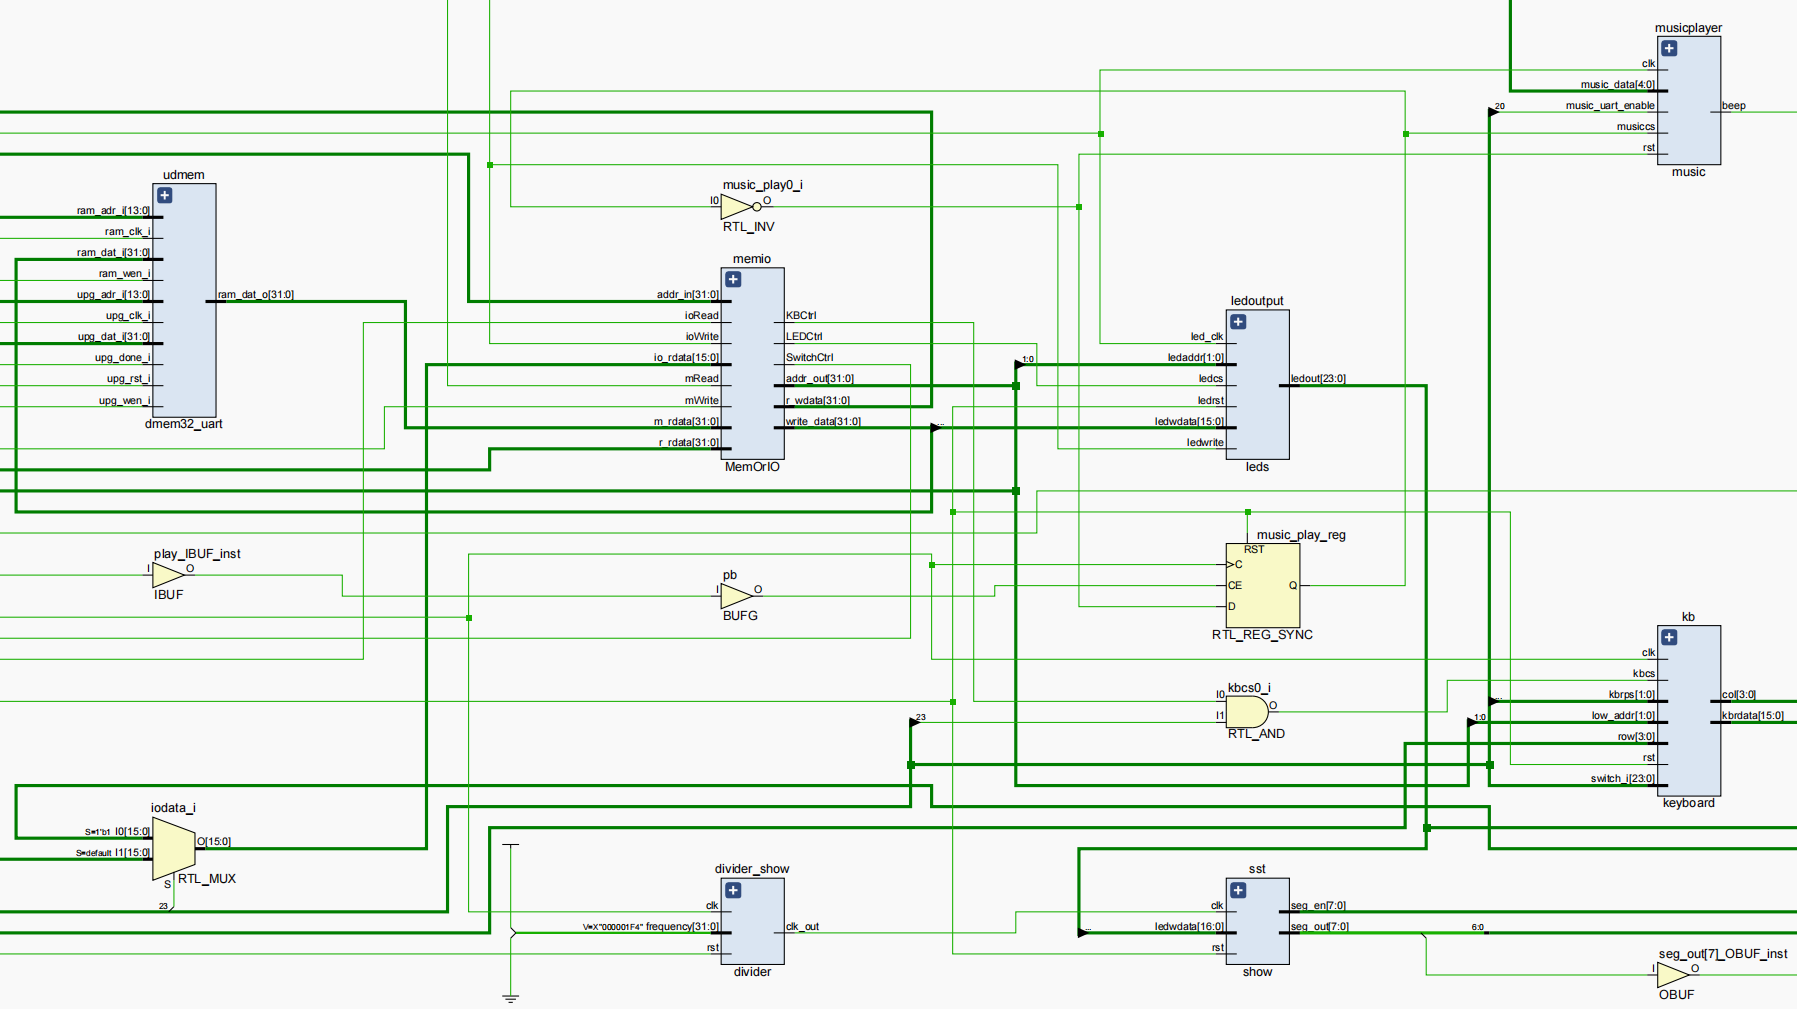 musicplayer
clk
music_data[4:0]
20
music_uart_enable
beep
musiccs
rst
music
udmem
ram_adr_i[13:0]
ram_clk_i
ram_dat_i[31:0]
ram_wen_i
upg_adr_i[13:0]
ram_dat_o[31:0]
upg_clk_i
upg_dat_i[31:0]
upg_done_i
upg_rst_i
upg_wen_i
dmem32_uart
music_play0_i
I0
O
RTL_INV
memio
addr_in[31:0]
ioRead
KBCtrl
ioWrite
LEDCtrl
io_rdata[15:0]
SwitchCtrl
mRead
addr_out[31:0]
mWrite
r_wdata[31:0]
m_rdata[31:0]
write_data[31:0]
...
r_rdata[31:0]
MemOrIO
ledoutput
led_clk
1:0
ledaddr[1:0]
ledcs
ledout[23:0]
ledrst
ledwdata[15:0]
ledwrite
leds
play_IBUF_inst
I
O
IBUF
pb
I
O
BUFG
music_play_reg
RST
C
CE
Q
D
RTL_REG_SYNC
kb
clk
kbcs
...
kbrps[1:0]
col[3:0]
1:0
low_addr[1:0]
kbrdata[15:0]
row[3:0]
rst
switch_i[23:0]
keyboard
kbcs0_i
I0
O
23
I1
RTL_AND
iodata_i
S=1'b1
I0[15:0]
O[15:0]
S=default
I1[15:0]
S
RTL_MUX
23
divider_show
clk
V=X"000001F4"
frequency[31:0]
clk_out
rst
divider
sst
clk
seg_en[7:0]
...
ledwdata[16:0]
seg_out[7:0]
6:0
rst
show
seg_out[7]_OBUF_inst
I
O
OBUF